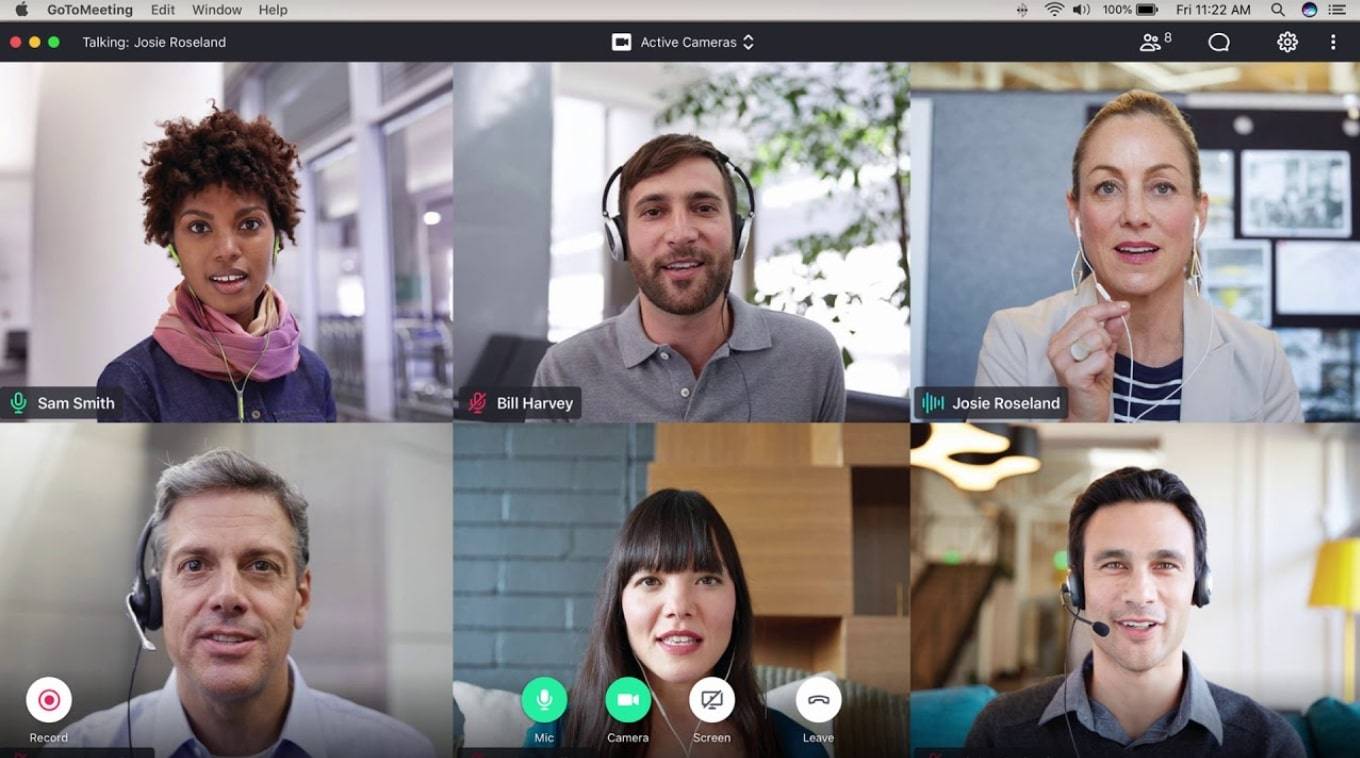 GoToMeeting Edit Window Help 100% Fri 11:22 AM
Talking: Josie Roseland Active Cameras 8
Sam Smith Bill Harvey Josie Roseland
Record Mic Camera Screen Leave